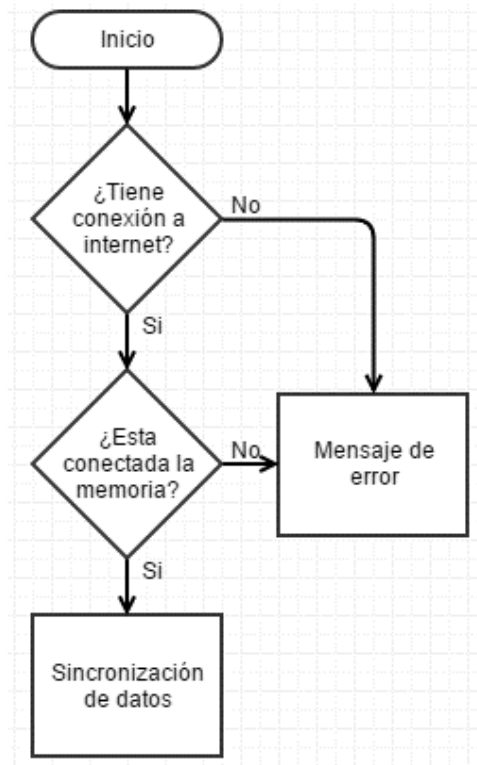 Inicio
¿Tiene
conexión a
internet?
No
Si
¿Esta
conectada la
memoria?
No
Mensaje de
error
Si
Sincronización
de datos